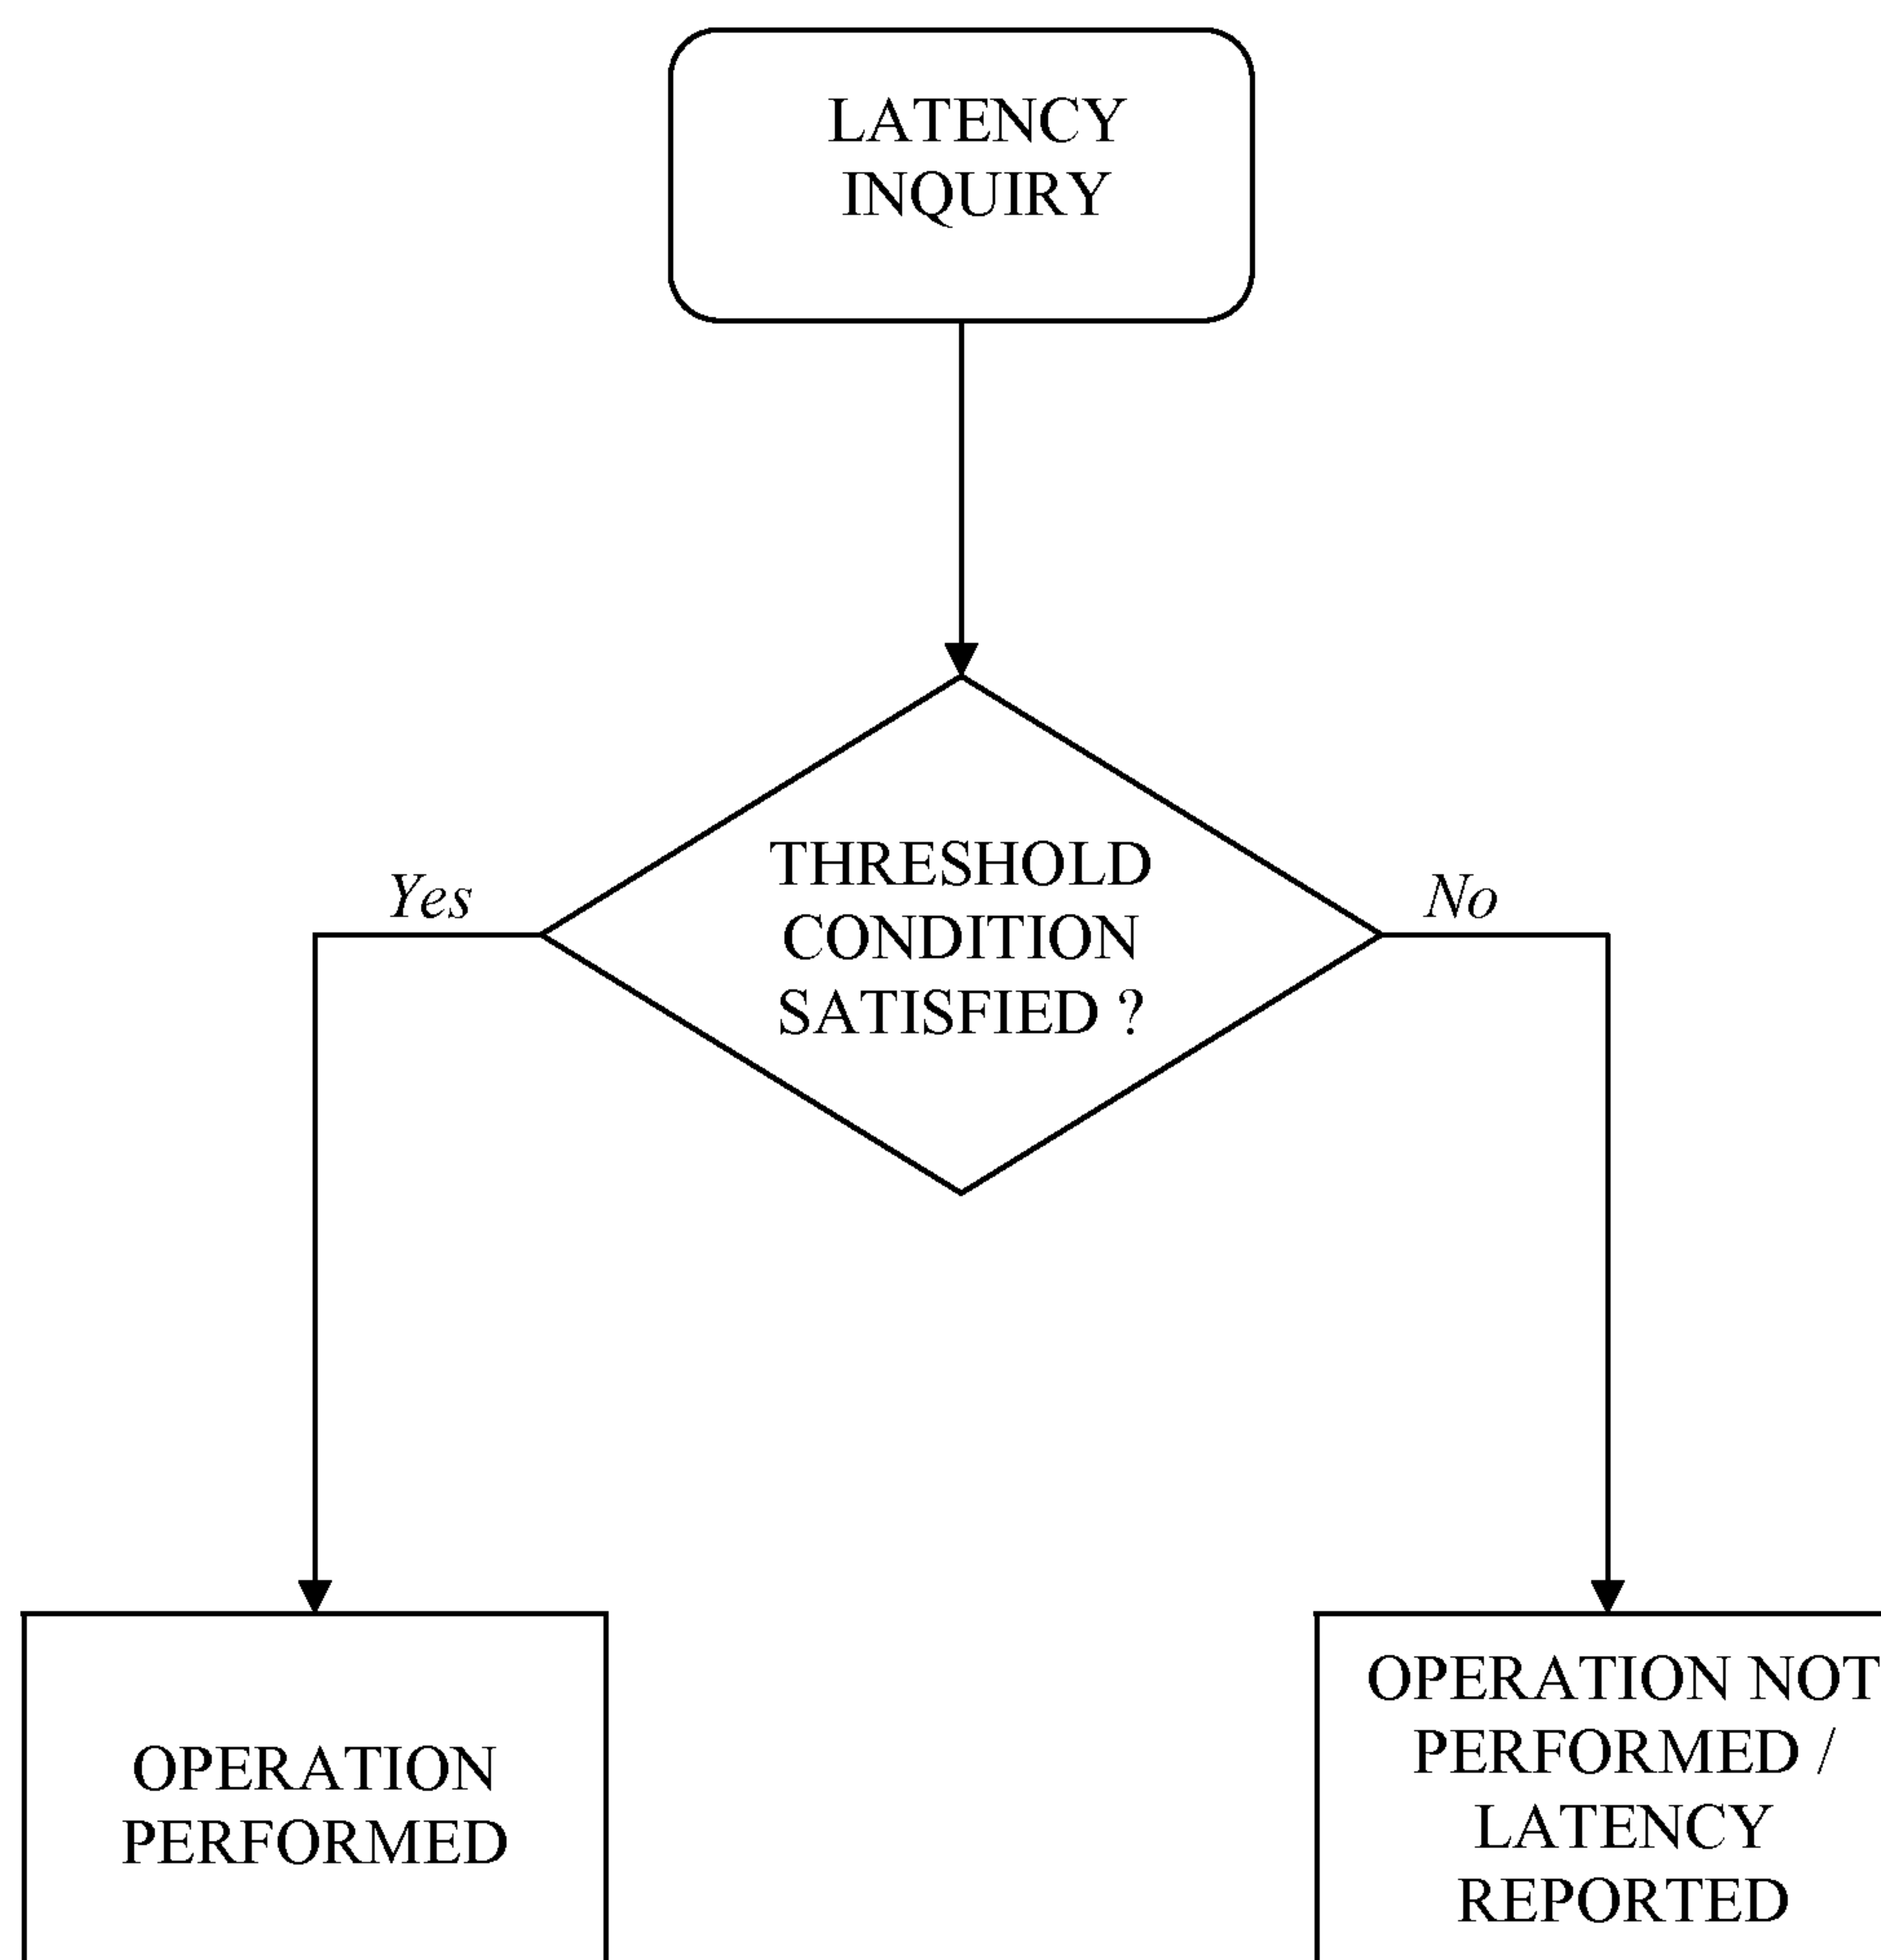 LATENCY
INQUIRY
THRESHOLD
CONDITION
SATISFIED ?
Yes
No
OPERATION
PERFORMED
OPERATION NOT
PERFORMED /
LATENCY
REPORTED